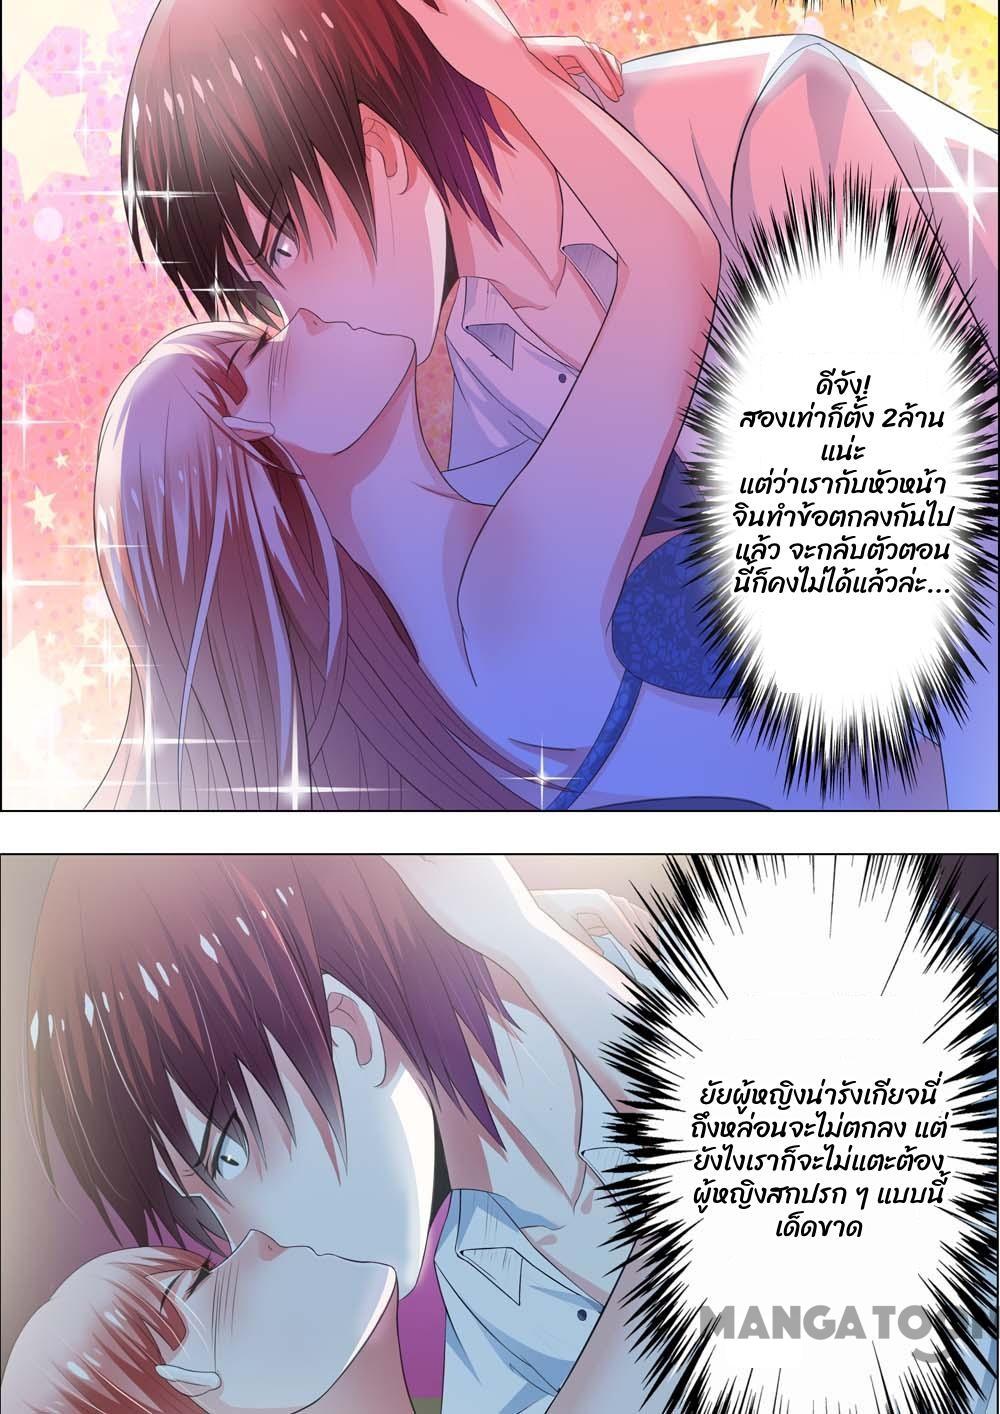 ดีจัง!
สองเท่าก็ตั้ง 2ล้าน
แน่ะ
แต่ว่าเรากับหัวหน้า
จินทำข้อตกลงกันไป
แล้ว จะกลับตัวตอน
นี้ก็คงไม่ได้แล้วล่ะ...
ยัยผู้หญิงน่ารังเกียจนี่
ถึงหล่อนจะไม่ตกลง แต่
ยังไงเราก็จะไม่แตะต้อง
ผู้หญิงสกปรก ๆ แบบนี้
เด็ดขาด
MANGATOON